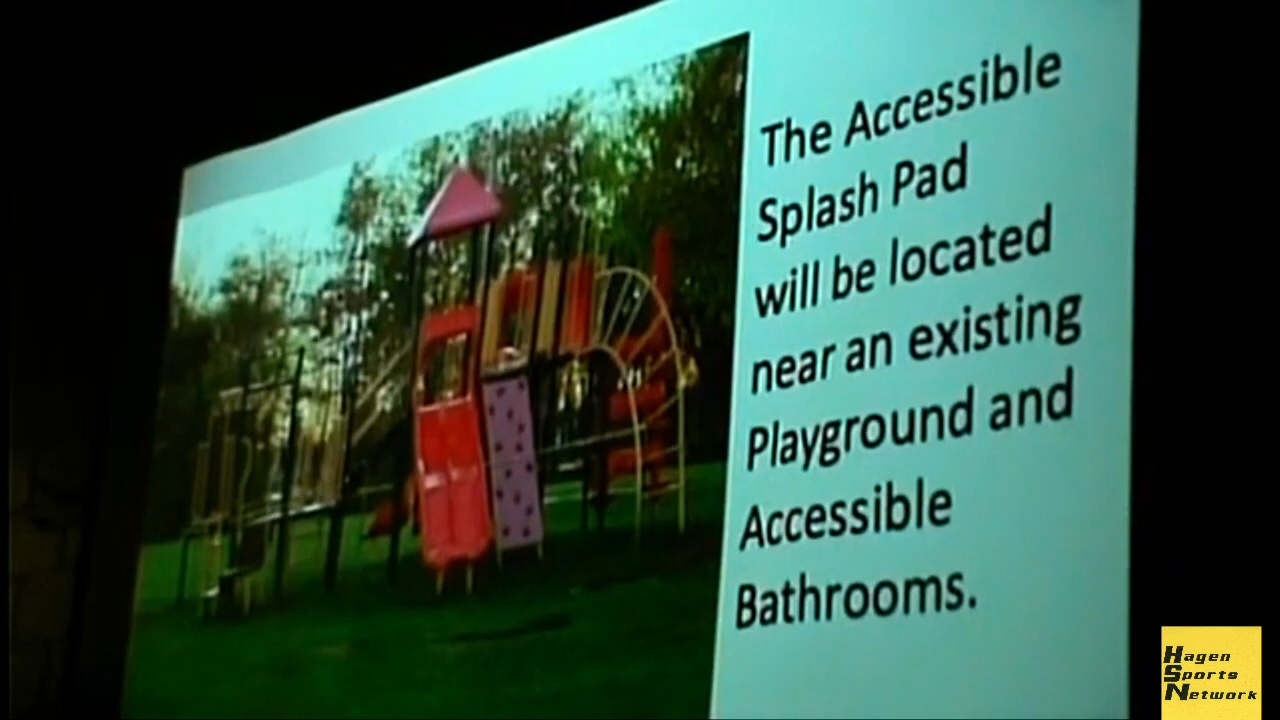 The Accessible
Splash Pad
will be located
near an existing
Playground and
Accessible
Bathrooms.
Hagen
Sports
Network